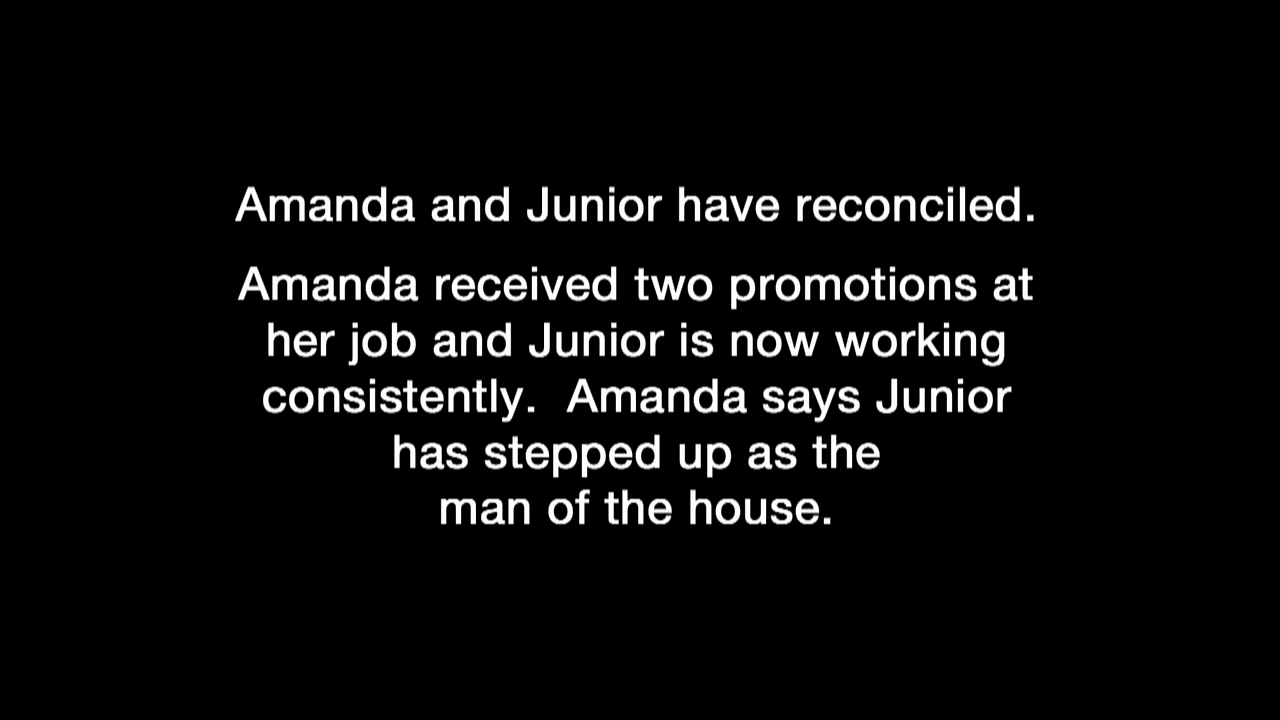 Amanda and Junior have reconciled.
Amanda received two promotions at
her job and Junior is now working
consistently.  Amanda says Junior
has stepped up as the
man of the house.